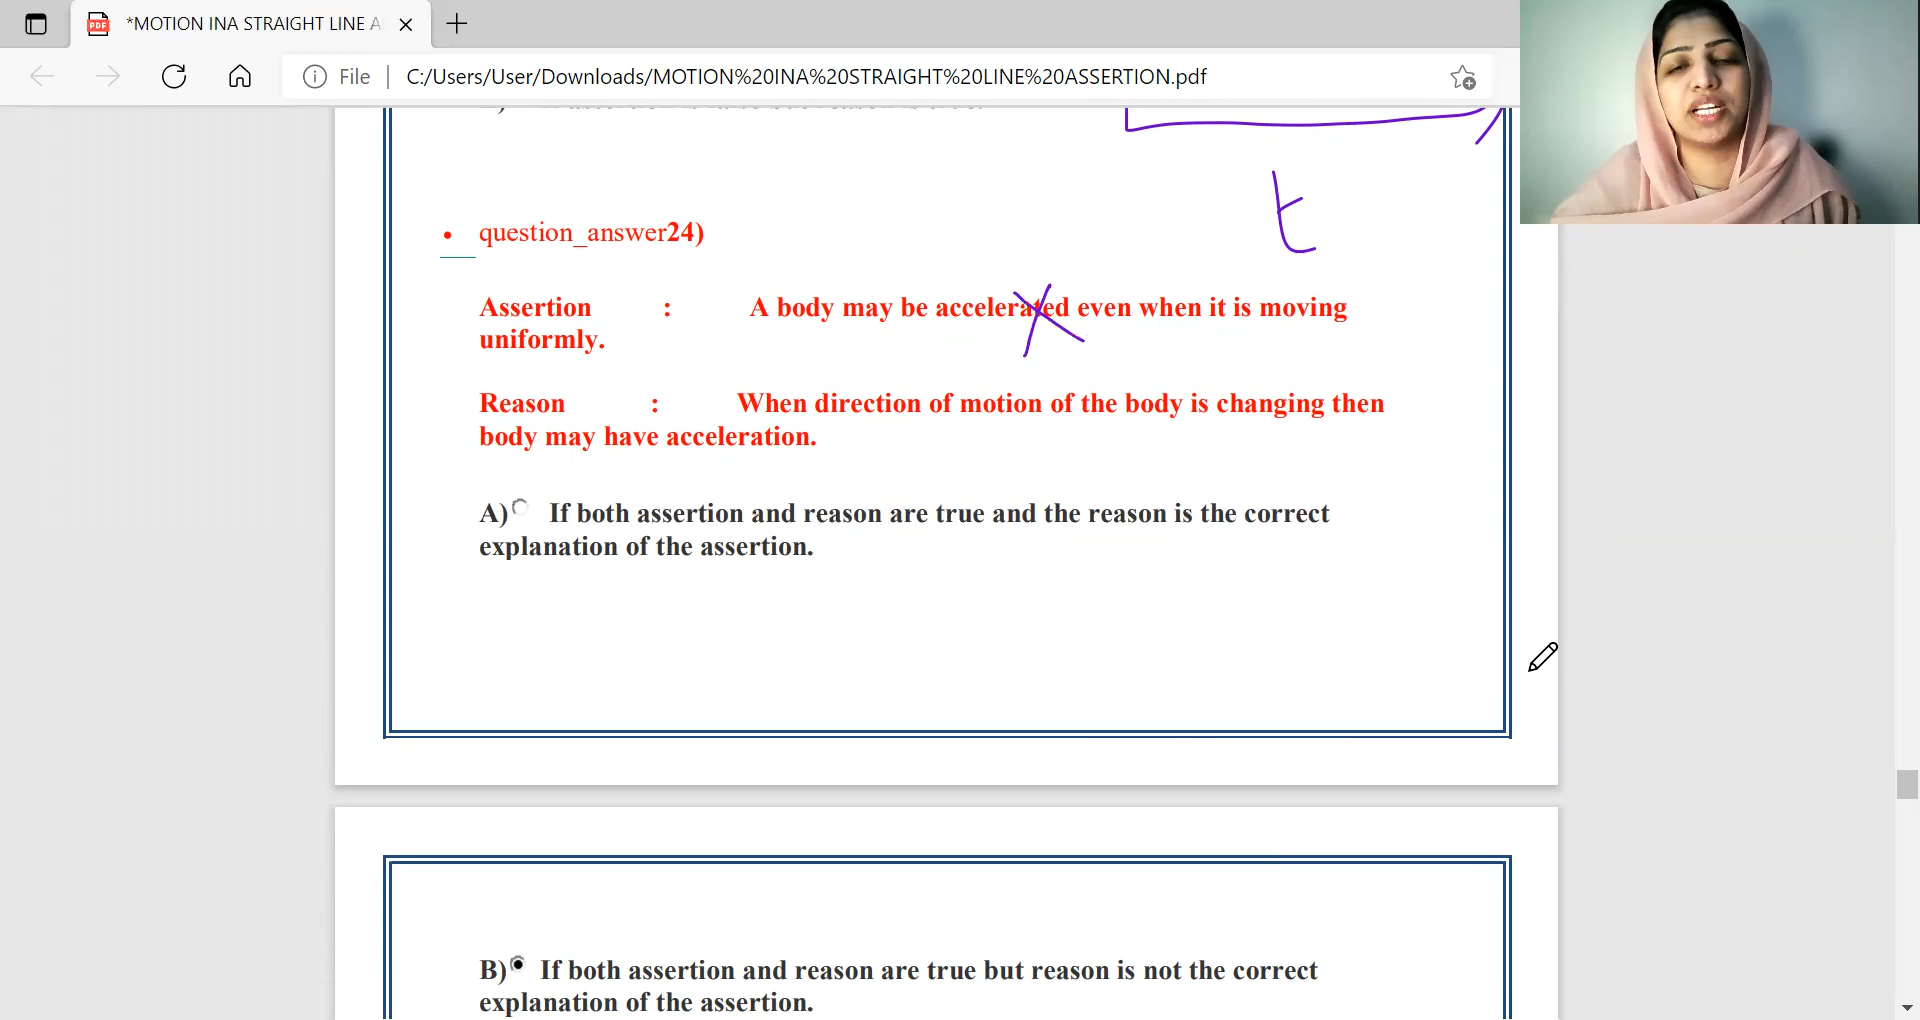 *MOTION INA STRAIGHT LINE A
File
C:/Users/User/Downloads/MOTION%20INA%20STRAIGHT%20LINE%20ASSERTION.pdf
t
question_answer24)
Assertion : A body may be accelerated even when it is moving
uniformly.
Reason : When direction of motion of the body is changing then
body may have acceleration.
A) If both assertion and reason are true and the reason is the correct
explanation of the assertion.
B) If both assertion and reason are true but reason is not the correct
explanation of the assertion.